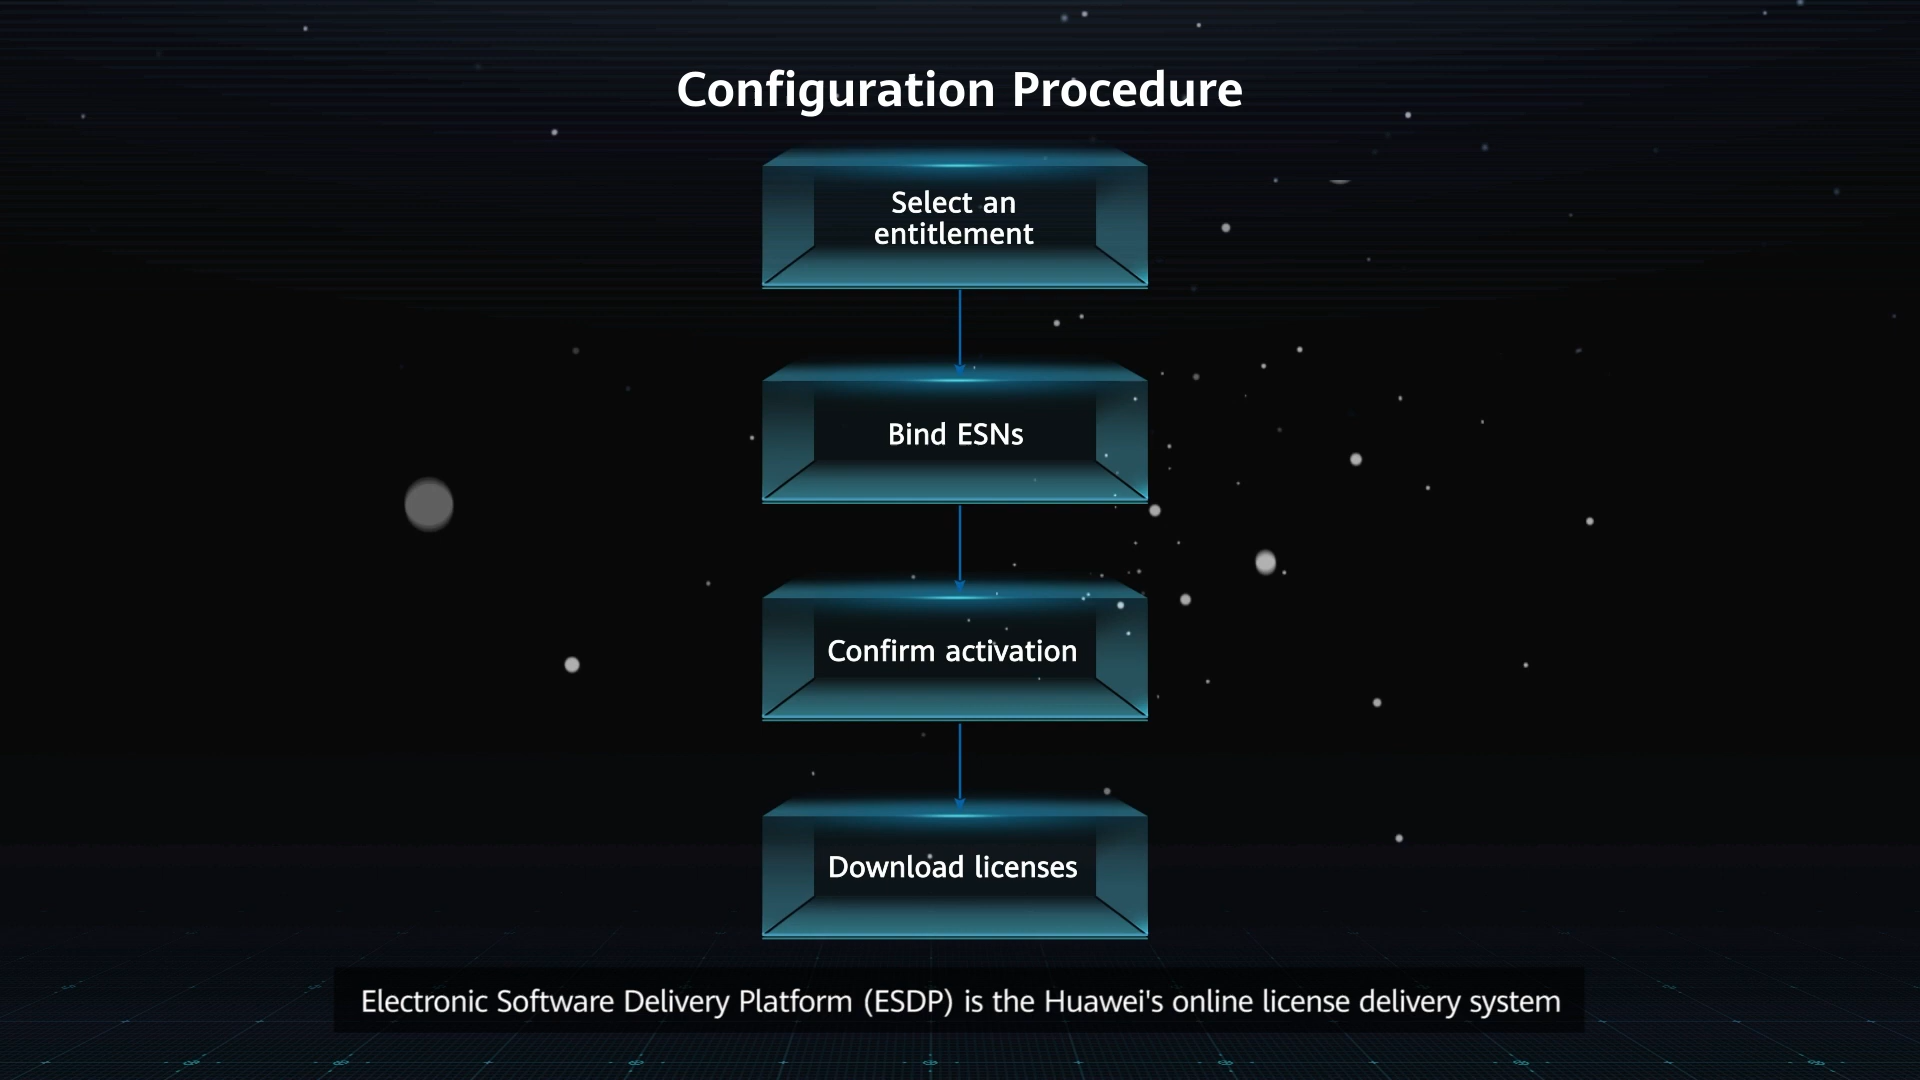 Configuration Procedure
Select an
entitlement
Bind ESNs
Confirm activation
Download licenses
Electronic Software Delivery Platform (ESDP) is the Huawei's online license delivery system